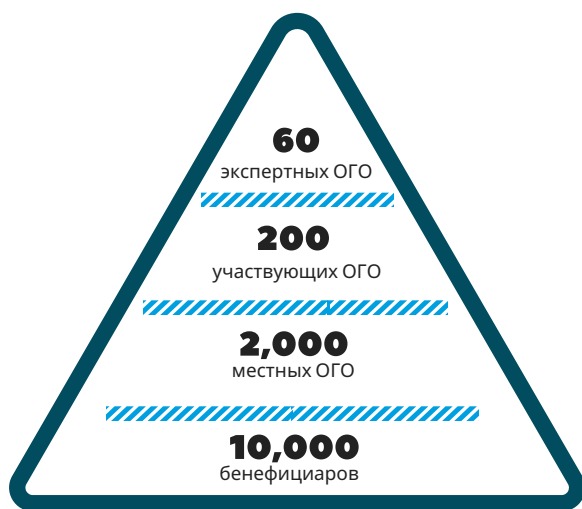 60
экспертных ОГО
200
участвующих ОГО
2,000
местных ОГО
10,000
бенефициаров